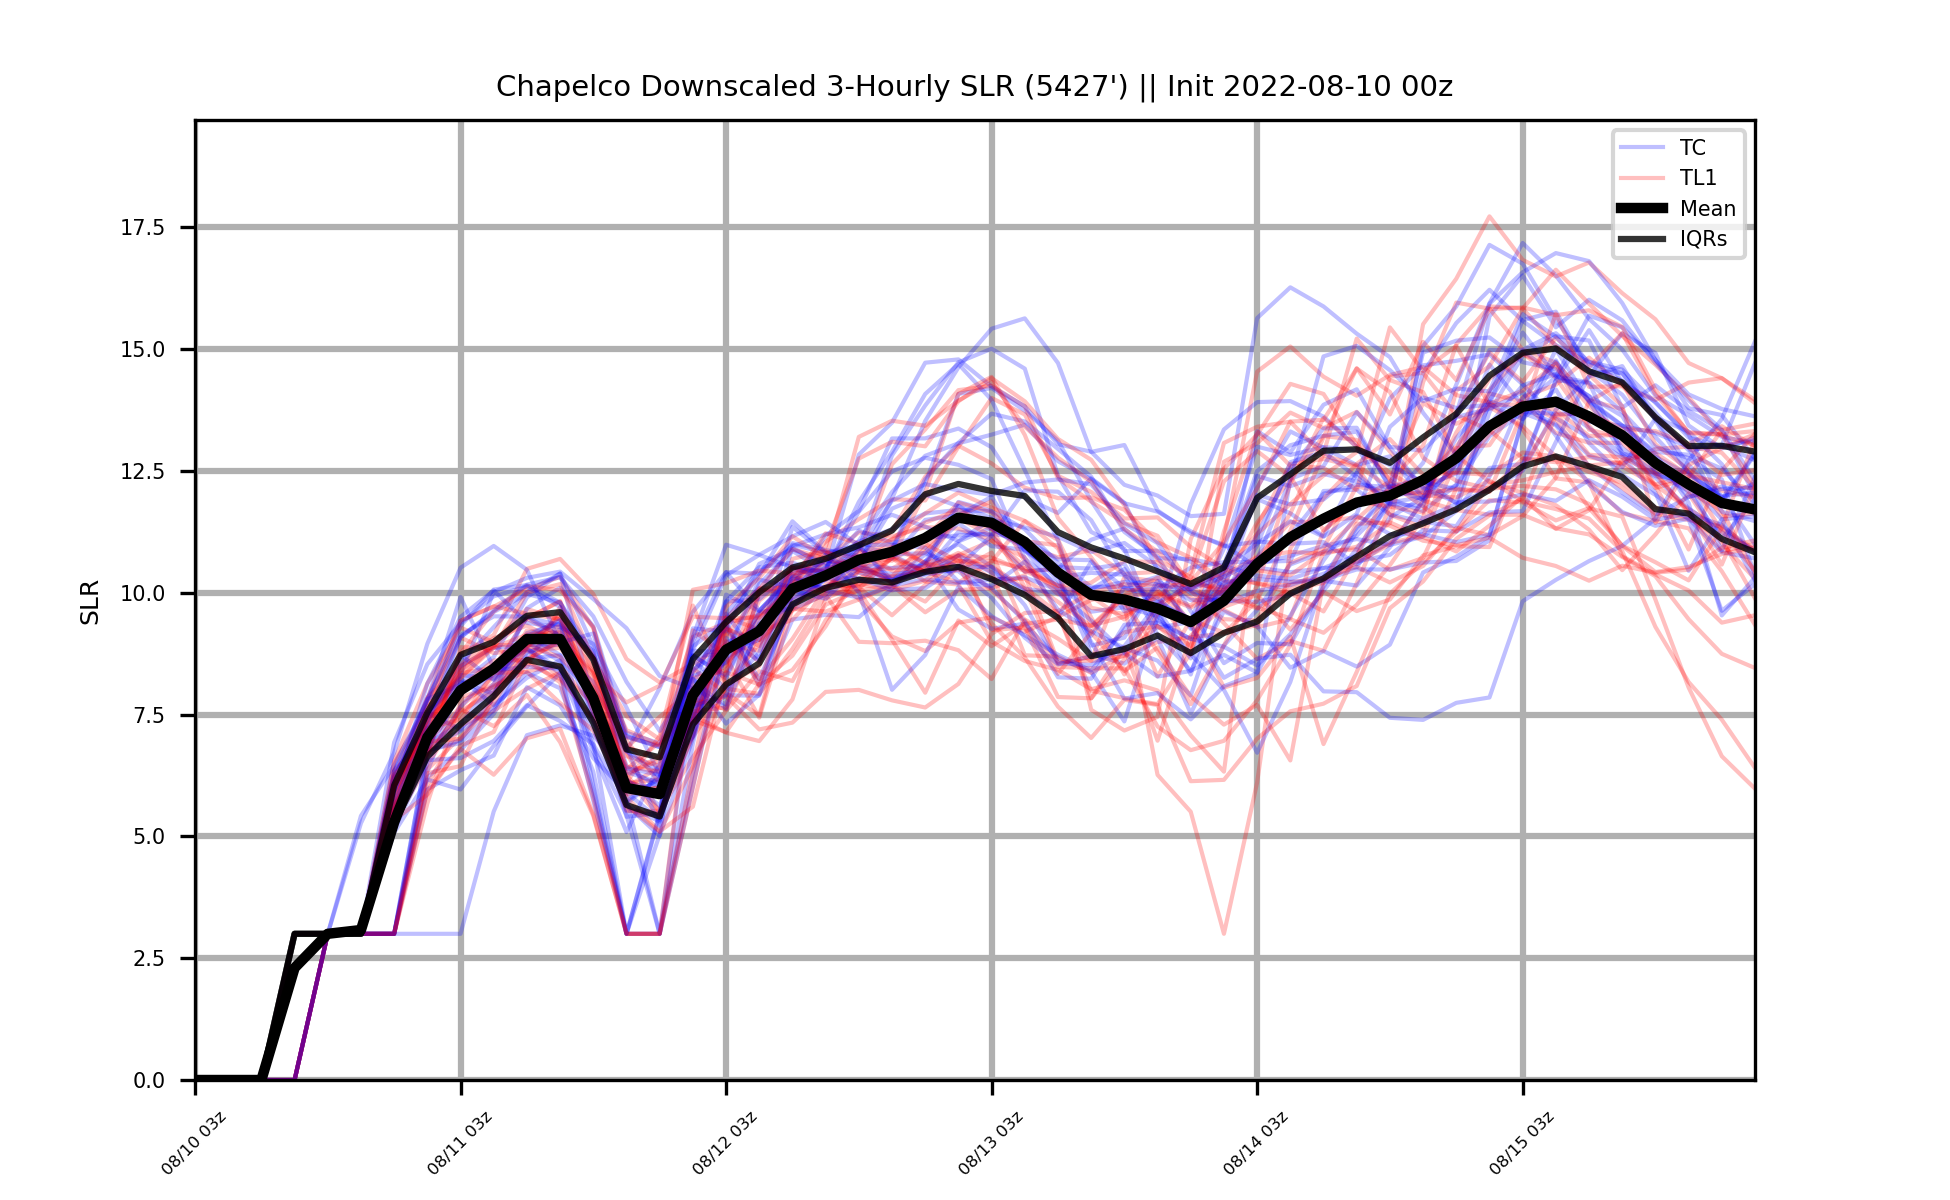 Chapelco Downscaled 3-Hourly SLR (5427') || Init 2022-08-10 00z
TC
TL1
Mean
IQRs
SLR
17.5
15.0
12.5
10.0
7.5
5.0
2.5
0.0
08/10 03z
08/11 03z
08/12 03z
08/13 03z
08/14 03z
08/15 03z